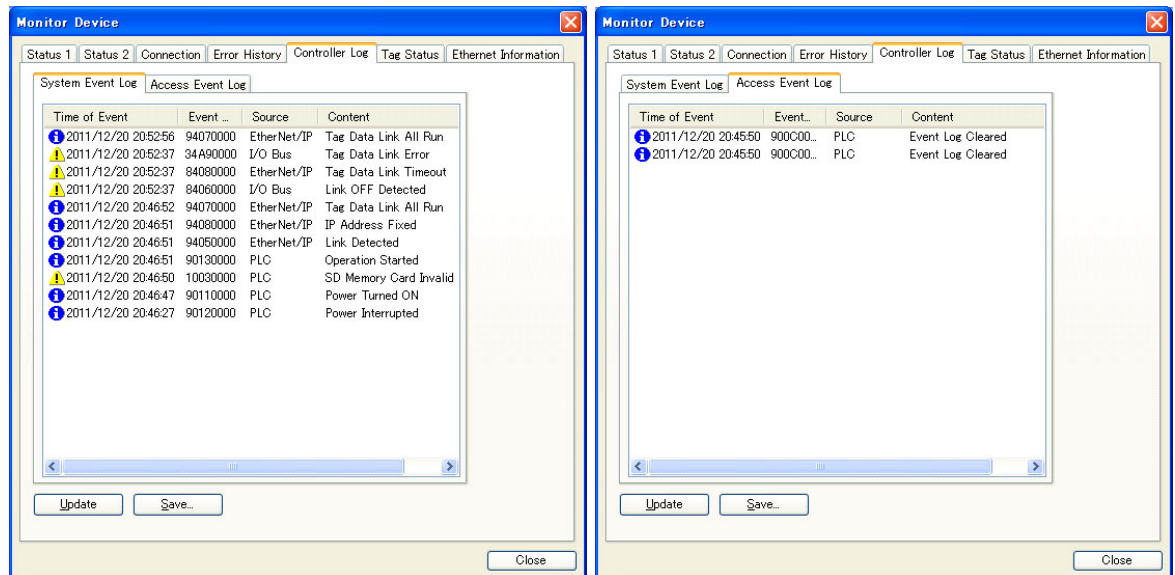 Monitor Device
Status 1 Status 2 Connection Error History Controller Log Tag Status Ethernet Information
System Event Log Access Event Log
Time of Event Event ... Source Content
2011/12/20 20:52:56 94070000 EtherNet/IP Tag Data Link All Run
2011/12/20 20:52:37 34A90000 I/O Bus Tag Data Link Error
2011/12/20 20:52:37 84080000 EtherNet/IP Tag Data Link Timeout
2011/12/20 20:52:37 84060000 I/O Bus Link OFF Detected
2011/12/20 20:46:52 94070000 EtherNet/IP Tag Data Link All Run
2011/12/20 20:46:51 94080000 EtherNet/IP IP Address Fixed
2011/12/20 20:46:51 94050000 EtherNet/IP Link Detected
2011/12/20 20:46:51 90130000 PLC Operation Started
2011/12/20 20:46:50 10030000 PLC SD Memory Card Invalid
2011/12/20 20:46:47 90110000 PLC Power Turned ON
2011/12/20 20:46:27 90120000 PLC Power Interrupted
Update Save...
Close
Monitor Device
Status 1 Status 2 Connection Error History Controller Log Tag Status Ethernet Information
System Event Log Access Event Log
Time of Event Event... Source Content
2011/12/20 20:45:50 900C00... PLC Event Log Cleared
2011/12/20 20:45:50 900C00... PLC Event Log Cleared
Update Save...
Close